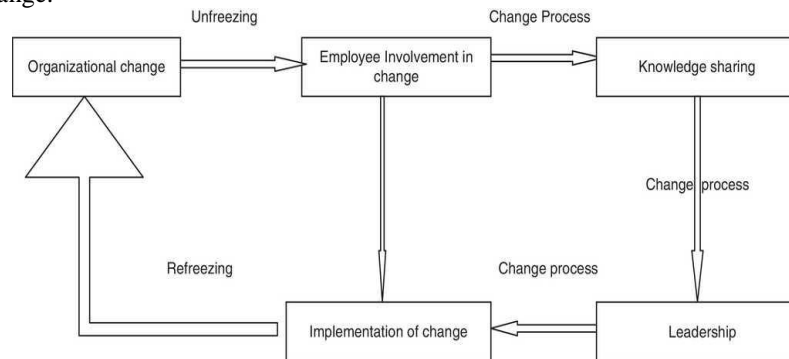 ange.
Unfreezing
Change Process
Organizational change
Employee Involvement in
change
Knowledge sharing
Change process
Refreezing
Change process
Implementation of change
Leadership